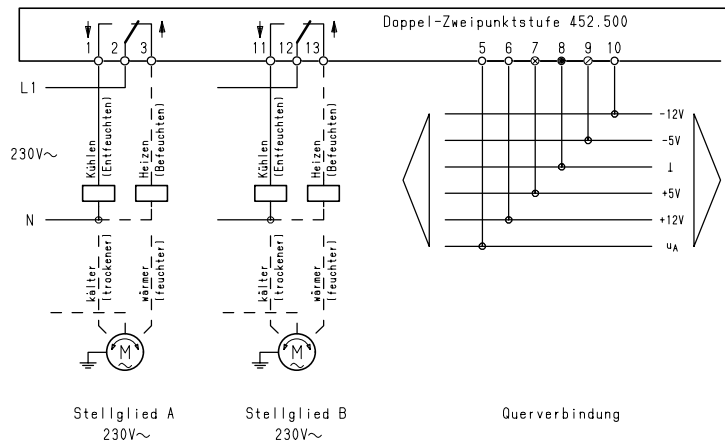 Doppel-Zweipunktstufe 452.500
1 2 3 11 12 13 5 6 7 8 9 10
L1
230V~
N
Kühlen
(Entfeuchten)
Heizen
(Befeuchten)
Kühlen
(Entfeuchten)
Heizen
(Befeuchten)
-12V
-5V
⊥
+5V
+12V
uA
kälter
(trockener)
wärmer
(feuchter)
kälter
(trockener)
wärmer
(feuchter)
M
~
M
~
Stellglied A
230V~
Stellglied B
230V~
Querverbindung